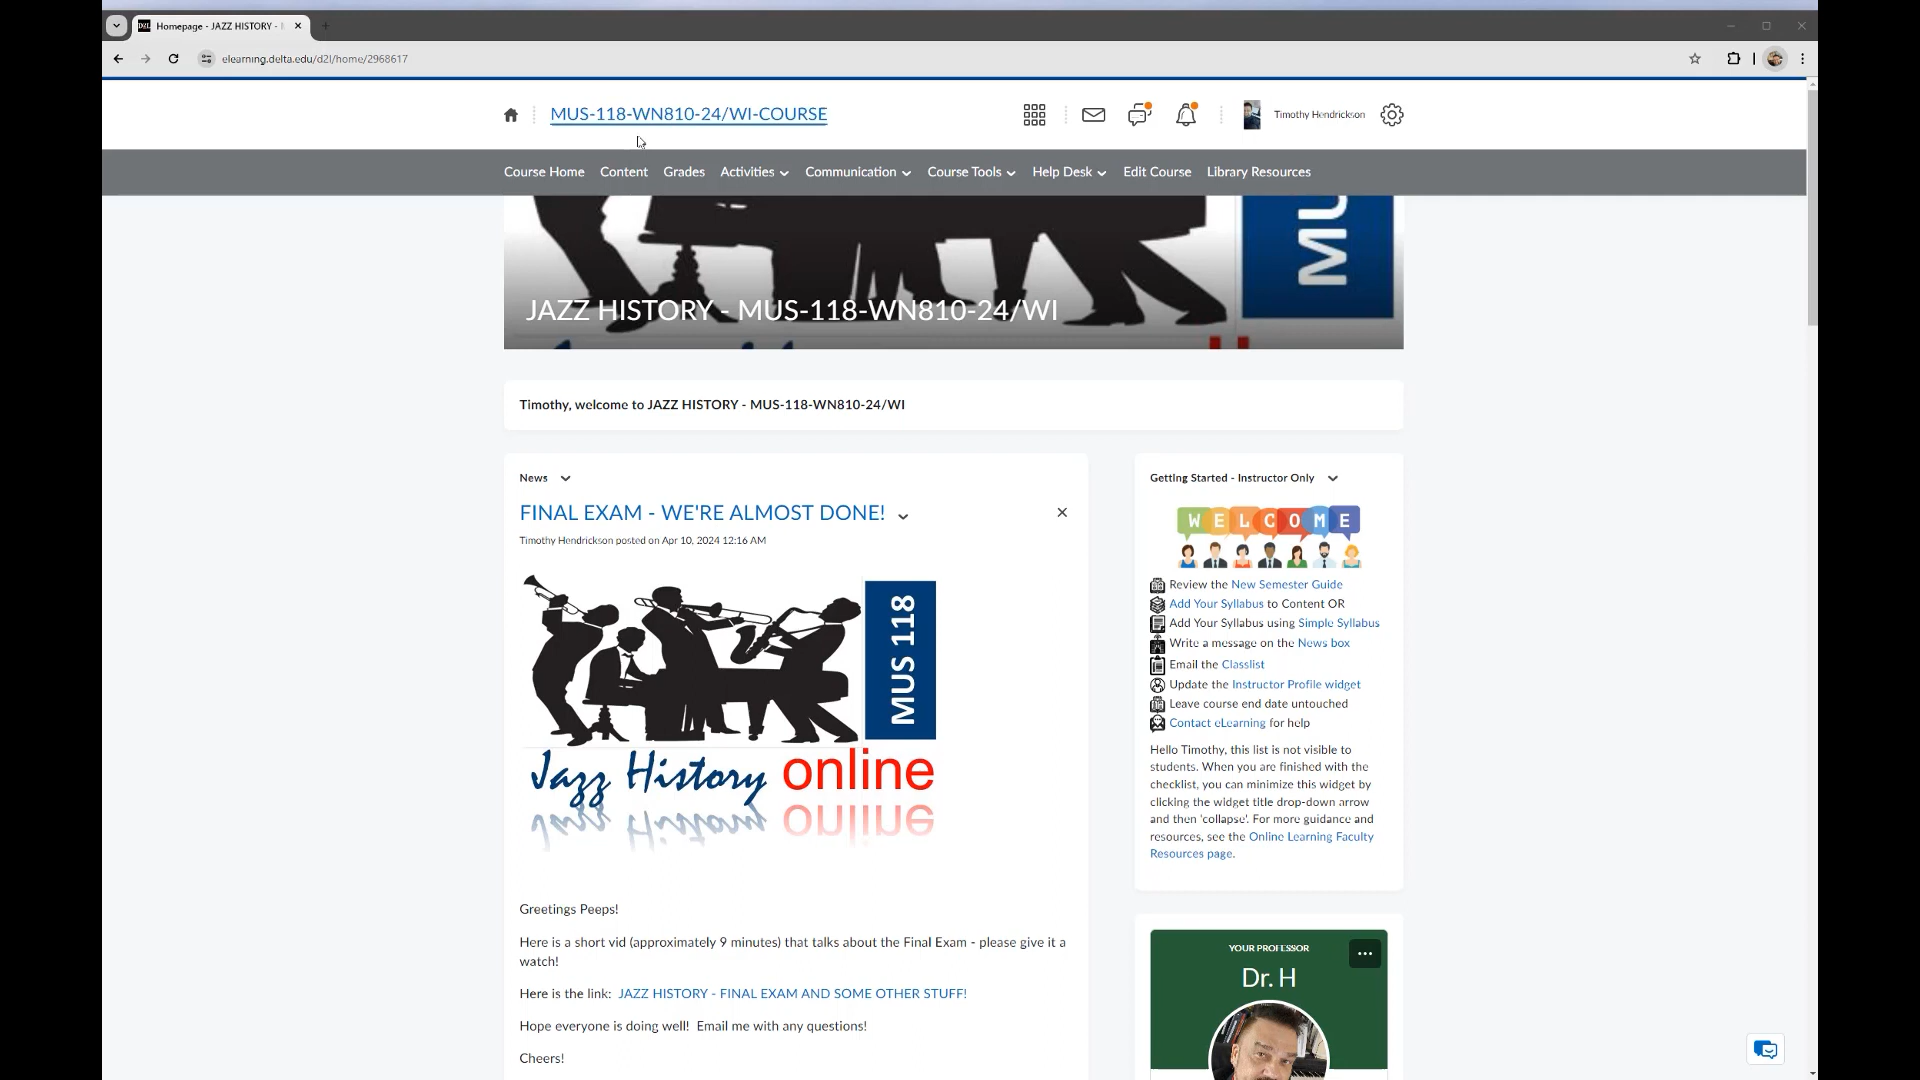 Homepage - JAZZ HISTORY -
elearning.delta.edu/d2l/home/2968617
MUS-118-WN810-24/WI-COURSE
Timothy Hendrickson
Course Home Content Grades Activities Communication Course Tools Help Desk Edit Course Library Resources
MU
JAZZ HISTORY - MUS-118-WN810-24/WI
Timothy, welcome to JAZZ HISTORY - MUS-118-WN810-24/WI
News
FINAL EXAM - WE'RE ALMOST DONE!
Timothy Hendrickson posted on Apr 10, 2024 12:16 AM
MUS 118
Jazz History online
Greetings Peeps!
Here is a short vid (approximately 9 minutes) that talks about the Final Exam - please give it a
watch!
Here is the link: JAZZ HISTORY - FINAL EXAM AND SOME OTHER STUFF!
Hope everyone is doing well! Email me with any questions!
Cheers!
Getting Started - Instructor Only
WELCOME
Review the New Semester Guide
Add Your Syllabus to Content OR
Add Your Syllabus using Simple Syllabus
Write a message on the News box
Email the Classlist
Update the Instructor Profile widget
Leave course end date untouched
Contact eLearning for help
Hello Timothy, this list is not visible to
students. When you are finished with the
checklist, you can minimize this widget by
clicking the widget title drop-down arrow
and then 'collapse'. For more guidance and
resources, see the Online Learning Faculty
Resources page.
YOUR PROFESSOR
Dr. H